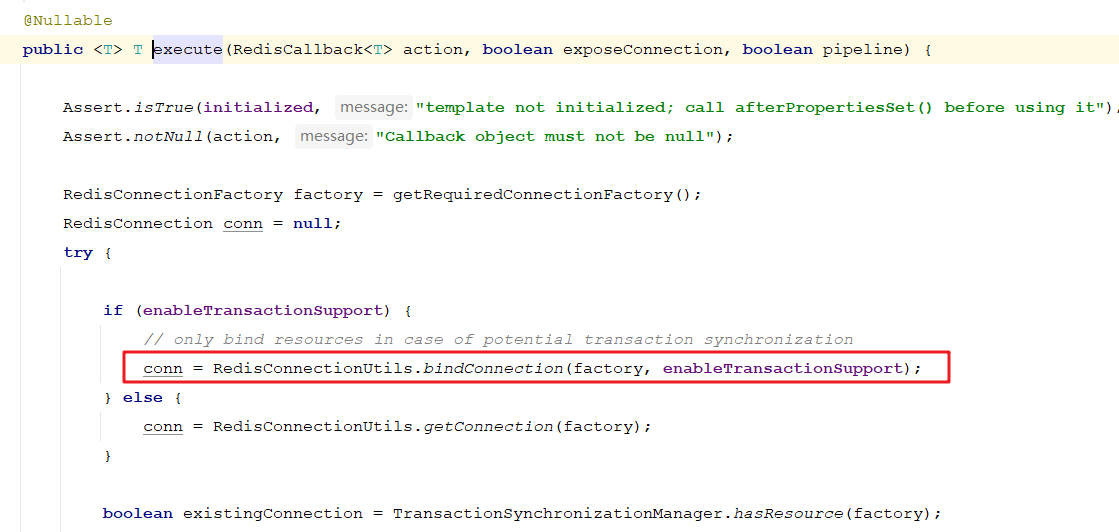 @Nullable
public <T> T execute(RedisCallback<T> action, boolean exposeConnection, boolean pipeline) {
Assert.isTrue(initialized, message: "template not initialized; call afterPropertiesSet() before using it"),
Assert.notNull(action, message: "Callback object must not be null");
RedisConnectionFactory factory = getRequiredConnectionFactory();
RedisConnection conn = null;
try {
if (enableTransactionSupport) {
// only bind resources in case of potential transaction synchronization
conn = RedisConnectionUtils.bindConnection(factory, enableTransactionSupport);
} else {
conn = RedisConnectionUtils.getConnection(factory);
}
boolean existingConnection = TransactionSynchronizationManager.hasResource(factory);